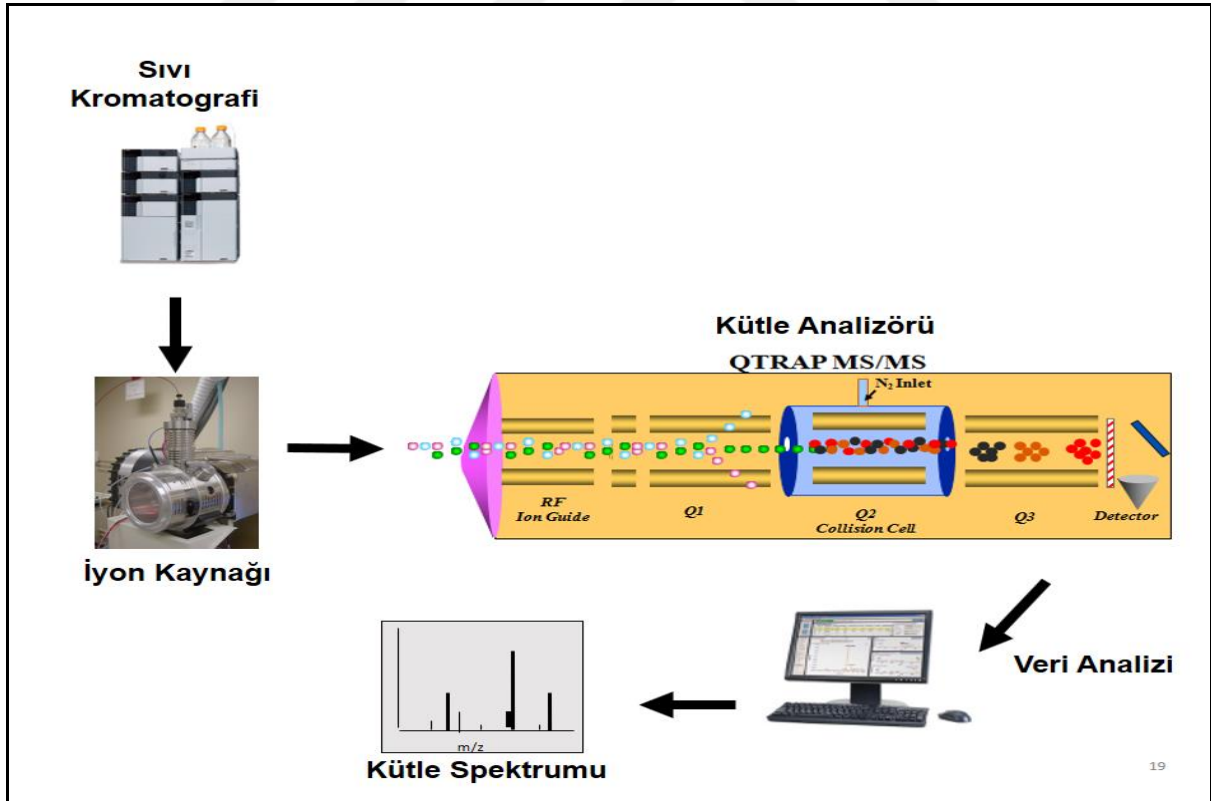 Sıvı
Kromatografi
Kütle Analizörü
QTRAP MS/MS
N₂ Inlet
RF
Ion Guide
Q1
Q2
Collision Cell
Q3
Detector
İyon Kaynağı
Veri Analizi
m/z
Kütle Spektrumu
19